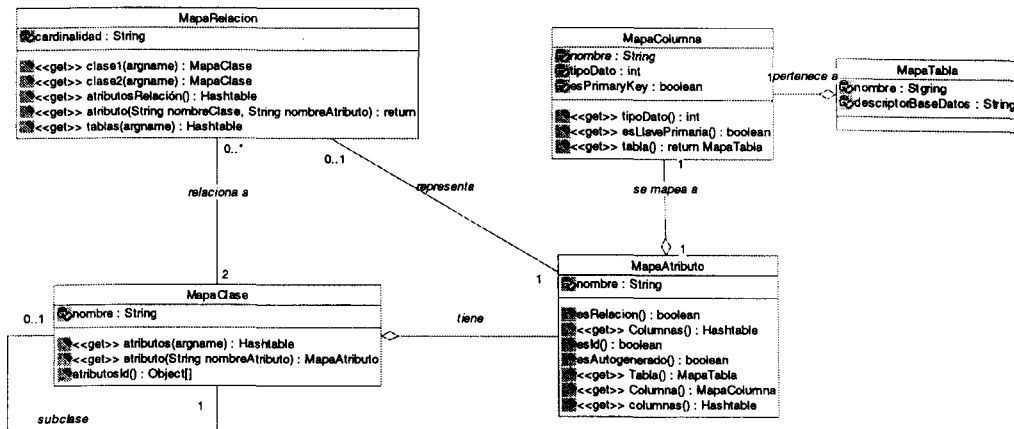 MapaRelacion
cardinalidad : String
<<get>> clase1(argname) : MapaClase
<<get>> clase2(argname) : MapaClase
<<get>> atributosRelación() : Hashtable
<<get>> atributo(String nombreClase, String nombreAtributo) : return
<<get>> tablas(argname) : Hashtable
0..*
0..1
relaciona a
representa
2
1
MapaColumna
nombre : String
tipoDato : int
esPrimaryKey : boolean
<<get>> tipoDato() : int
<<get>> esLlavePrimaria() : boolean
<<get>> tabla() : return MapaTabla
1
pertenece a
MapaTabla
nombre : Stgring
descriptorBaseDatos : String
1
se mapea a
1
MapaAtributo
nombre : String
esRelacion() : boolean
<<get>> Columnas() : Hashtable
esId() : boolean
esAutogenerado() : boolean
<<get>> Tabla() : MapaTabla
<<get>> Columna() : MapaColumna
<<get>> columnas() : Hashtable
MapaClase
nombre : String
<<get>> atributos(argname) : Hashtable
<<get>> atributo(String nombreAtributo) : MapaAtributo
atributosId() : Object[]
0..1
tiene
1
subclase